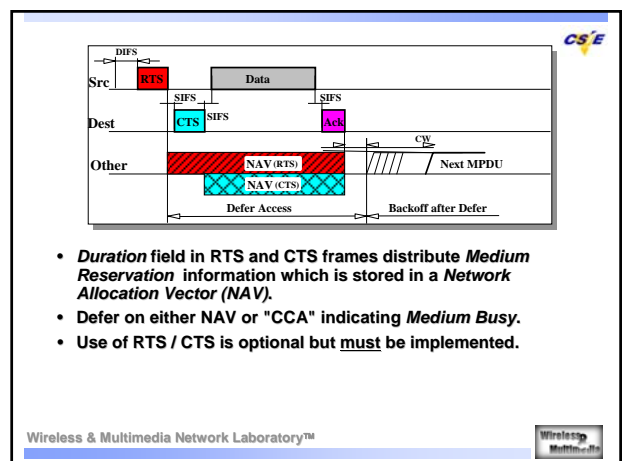 CS/E
DIFS
Src
RTS
Data
SIFS
SIFS
SIFS
Dest
CTS
Ack
CW
Other
NAV (RTS)
Next MPDU
NAV (CTS)
Defer Access
Backoff after Defer
• Duration field in RTS and CTS frames distribute Medium
Reservation information which is stored in a Network
Allocation Vector (NAV).
• Defer on either NAV or "CCA" indicating Medium Busy.
• Use of RTS / CTS is optional but must be implemented.
Wireless & Multimedia Network Laboratory™
Wireless
Multimedia